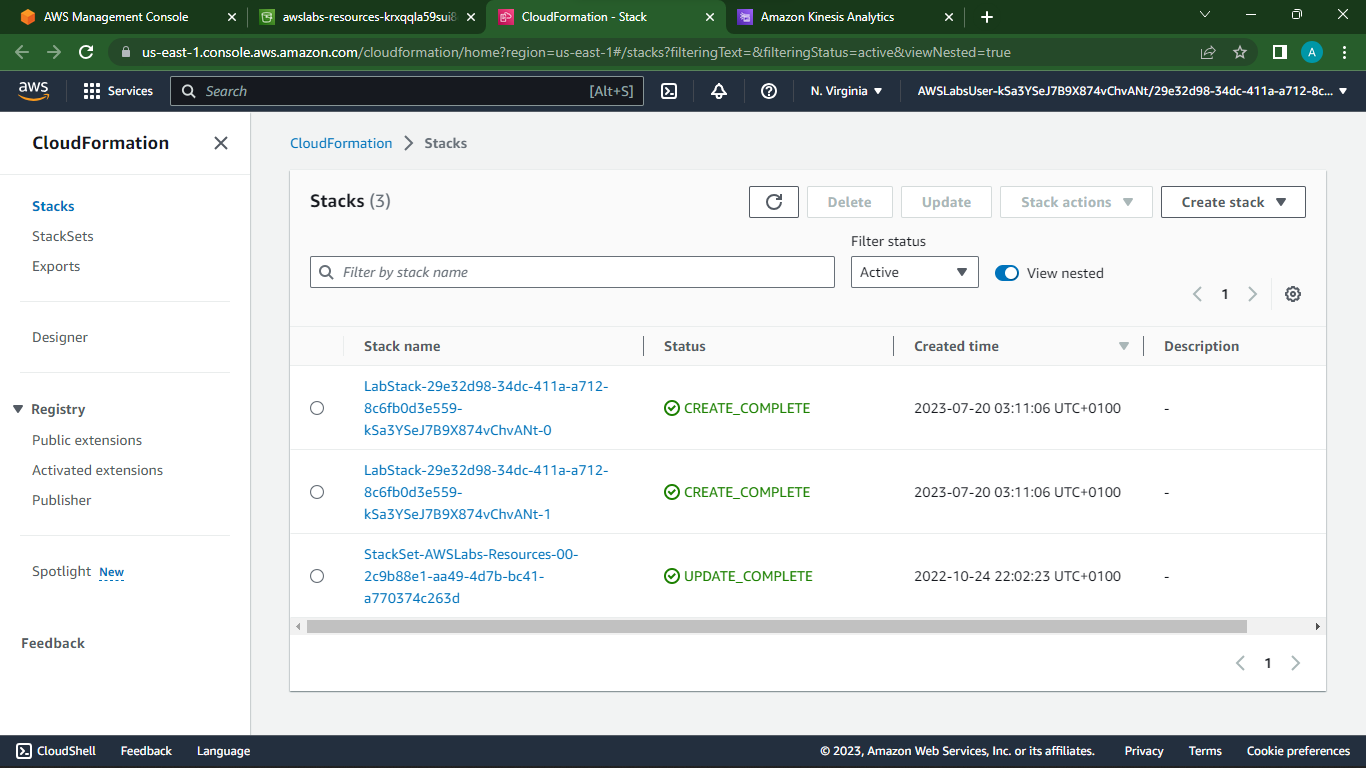 AWS Management Console
awslabs-resources-krxqqla59sui8
CloudFormation - Stack
Amazon Kinesis Analytics
us-east-1.console.aws.amazon.com/cloudformation/home?region=us-east-1#/stacks?filteringText=&filteringStatus=active&viewNested=true
A
aws
Services
Search
[Alt+S]
N. Virginia
AWSLabsUser-kSa3YSeJ7B9X874vChvANt/29e32d98-34dc-411a-a712-8c...
CloudFormation
Stacks
StackSets
Exports
Designer
Registry
Public extensions
Activated extensions
Publisher
Spotlight New
Feedback
CloudFormation
Stacks
Stacks (3)
Delete
Update
Stack actions
Create stack
Filter by stack name
Filter status
Active
View nested
1
Stack name
Status
Created time
Description
LabStack-29e32d98-34dc-411a-a712-
8c6fb0d3e559-
kSa3YSeJ7B9X874vChvANt-0
CREATE_COMPLETE
2023-07-20 03:11:06 UTC+0100
-
LabStack-29e32d98-34dc-411a-a712-
8c6fb0d3e559-
kSa3YSeJ7B9X874vChvANt-1
CREATE_COMPLETE
2023-07-20 03:11:06 UTC+0100
-
StackSet-AWSLabs-Resources-00-
2c9b88e1-aa49-4d7b-bc41-
a770374c263d
UPDATE_COMPLETE
2022-10-24 22:02:23 UTC+0100
-
1
CloudShell
Feedback
Language
© 2023, Amazon Web Services, Inc. or its affiliates.
Privacy
Terms
Cookie preferences